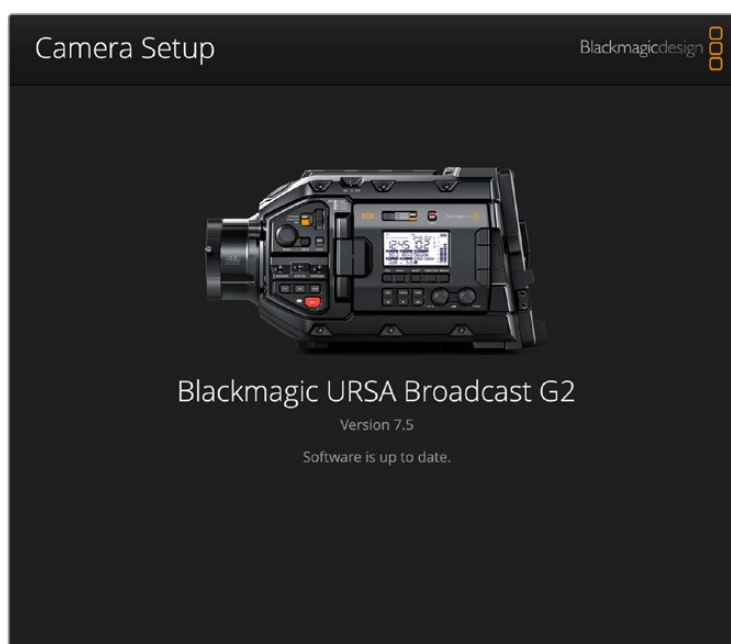 Camera Setup
Blackmagicdesign
Blackmagic URSA Broadcast G2
Version 7.5
Software is up to date.